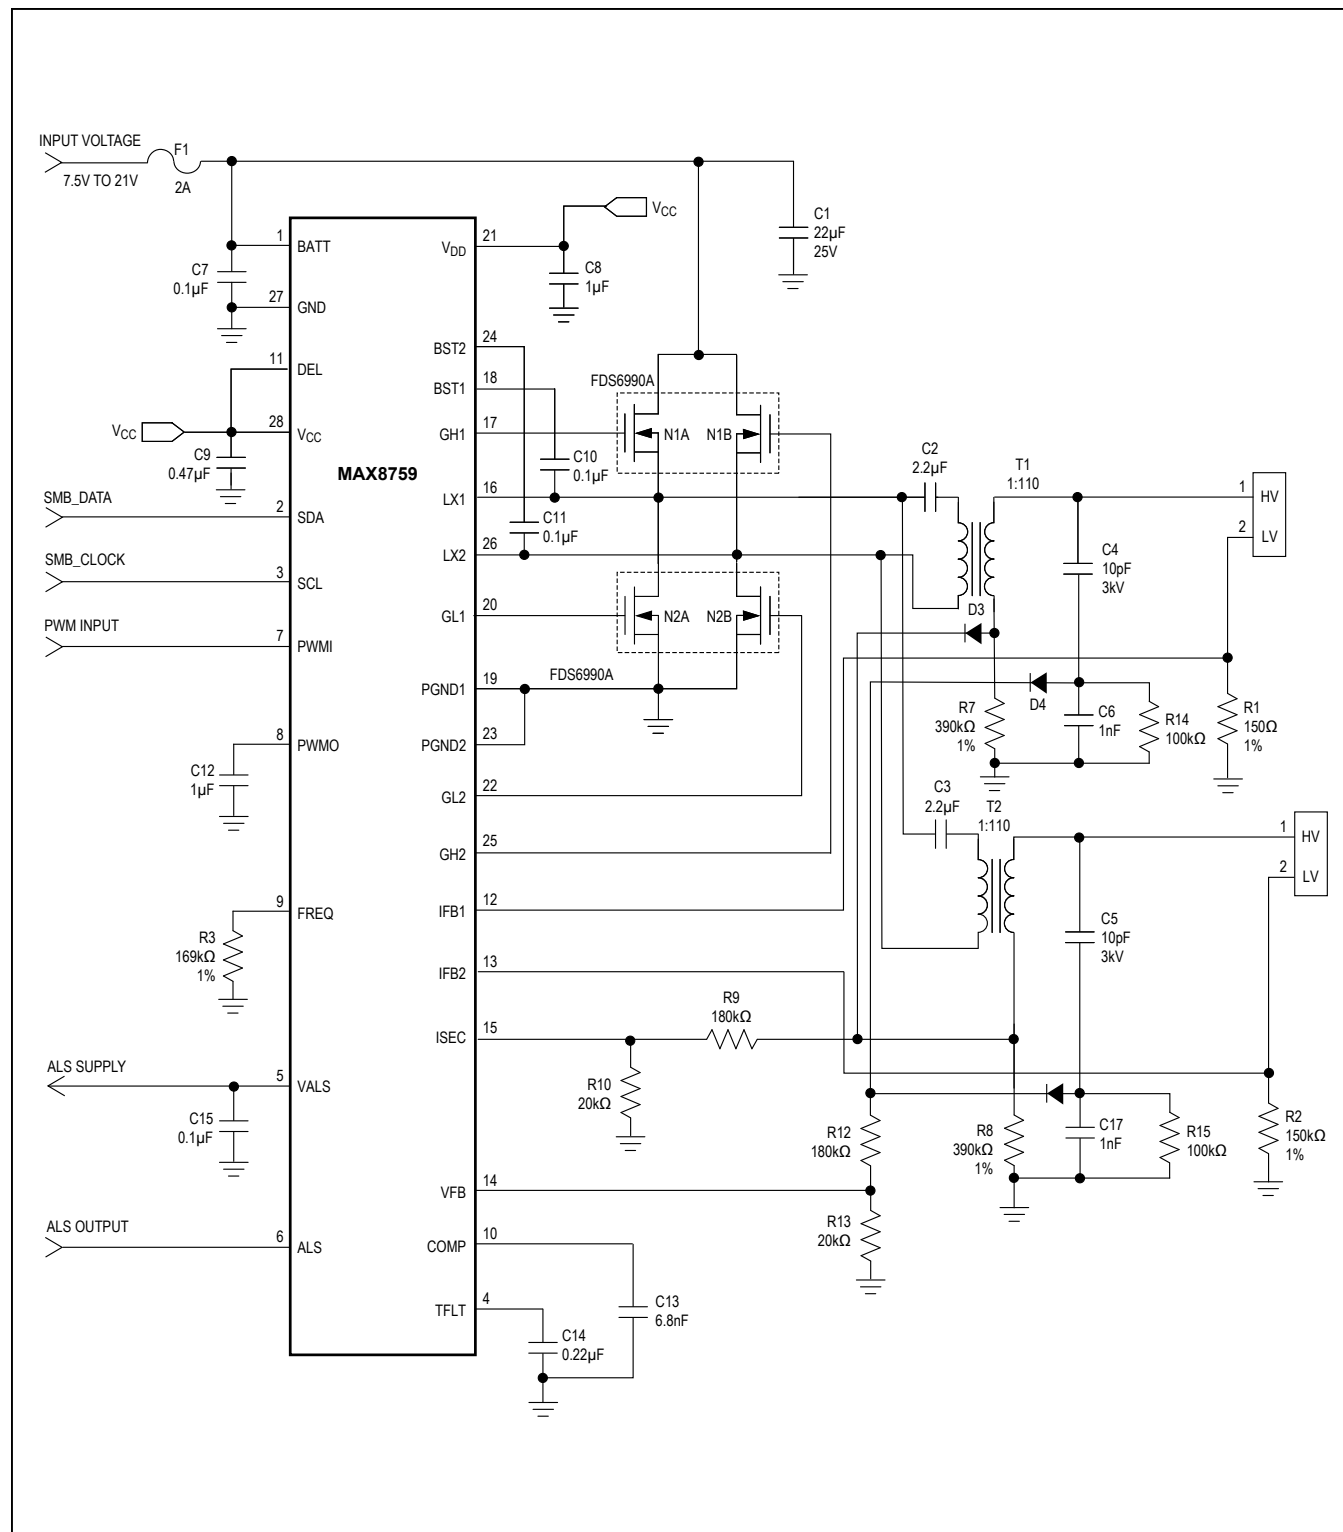 INPUT VOLTAGE
F1
7.5V TO 21V
2A
VCC
C1
22µF
25V
1
BATT
VDD
21
C7
0.1µF
C8
1µF
27
GND
24
BST2
11
DEL
FDS6990A
18
BST1
VCC
28
VCC
17
GH1
N1A
N1B
C9
0.47µF
MAX8759
C10
0.1µF
C2
2.2µF
T1
1:110
SMB_DATA
2
SDA
16
LX1
1
HV
C11
0.1µF
2
LV
26
LX2
C4
10pF
3kV
SMB_CLOCK
3
SCL
20
GL1
N2A
N2B
D3
PWM INPUT
7
PWMI
19
PGND1
FDS6990A
D4
R7
390kΩ
1%
C6
1nF
R14
100kΩ
R1
150Ω
1%
8
PWMO
23
PGND2
C12
1µF
22
GL2
C3
2.2µF
T2
1:110
25
GH2
1
HV
2
LV
9
FREQ
12
IFB1
R3
169kΩ
1%
C5
10pF
3kV
13
IFB2
R9
180kΩ
15
ISEC
ALS SUPPLY
5
VALS
R10
20kΩ
C15
0.1µF
R12
180kΩ
R8
390kΩ
1%
C17
1nF
R15
100kΩ
R2
150kΩ
1%
14
VFB
R13
20kΩ
ALS OUTPUT
6
ALS
10
COMP
4
TFLT
C13
6.8nF
C14
0.22µF